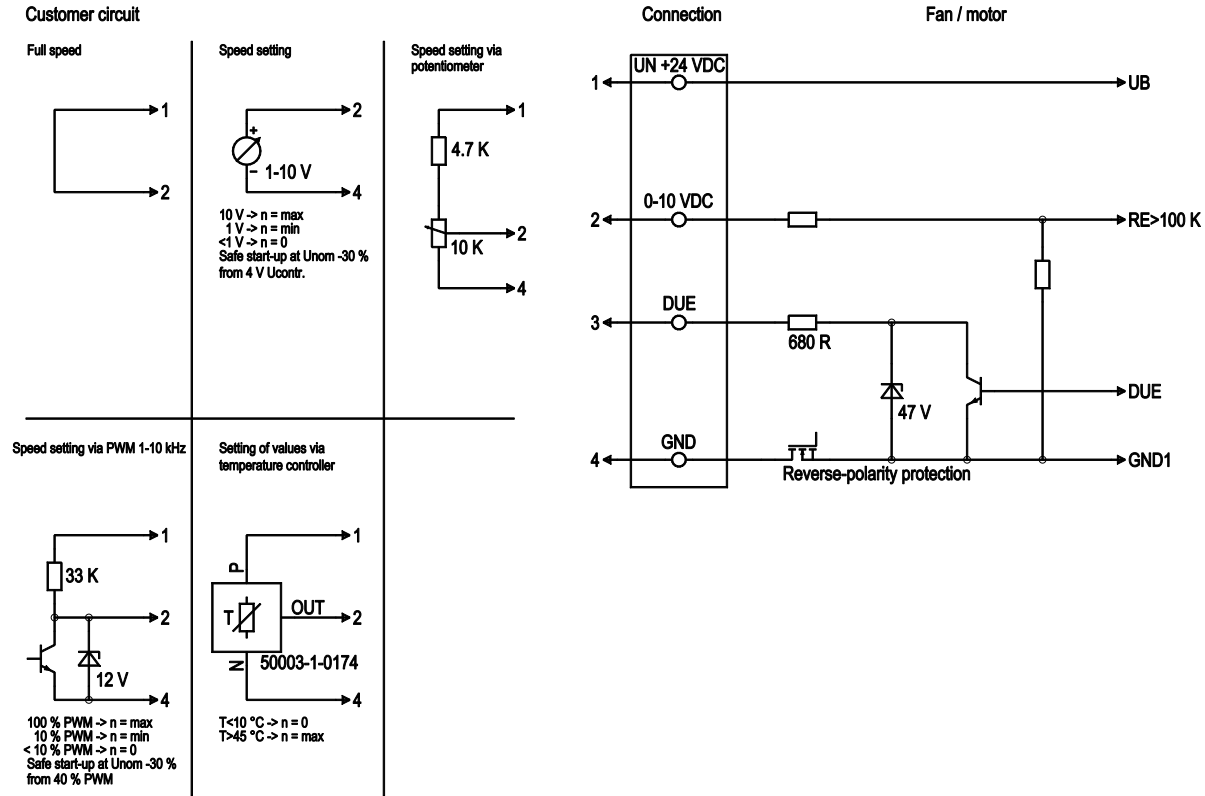 Customer circuit
Connection
Fan / motor
Full speed
Speed setting
Speed setting via
potentiometer
1
2
2
+
– 1-10 V
4
10 V -> n = max
1 V -> n = min
<1 V -> n = 0
Safe start-up at Unom -30 %
from 4 V Ucontr.
1
4.7 K
2
10 K
4
UN +24 VDC
1
UB
0-10 VDC
2
RE>100 K
DUE
3
680 R
47 V
DUE
GND
4
GND1
Reverse-polarity protection
Speed setting via PWM 1-10 kHz
Setting of values via
temperature controller
1
33 K
2
12 V
4
100 % PWM -> n = max
10 % PWM -> n = min
< 10 % PWM -> n = 0
Safe start-up at Unom -30 %
from 40 % PWM
1
P
T
OUT
2
N
50003-1-0174
4
T<10 °C -> n = 0
T>45 °C -> n = max